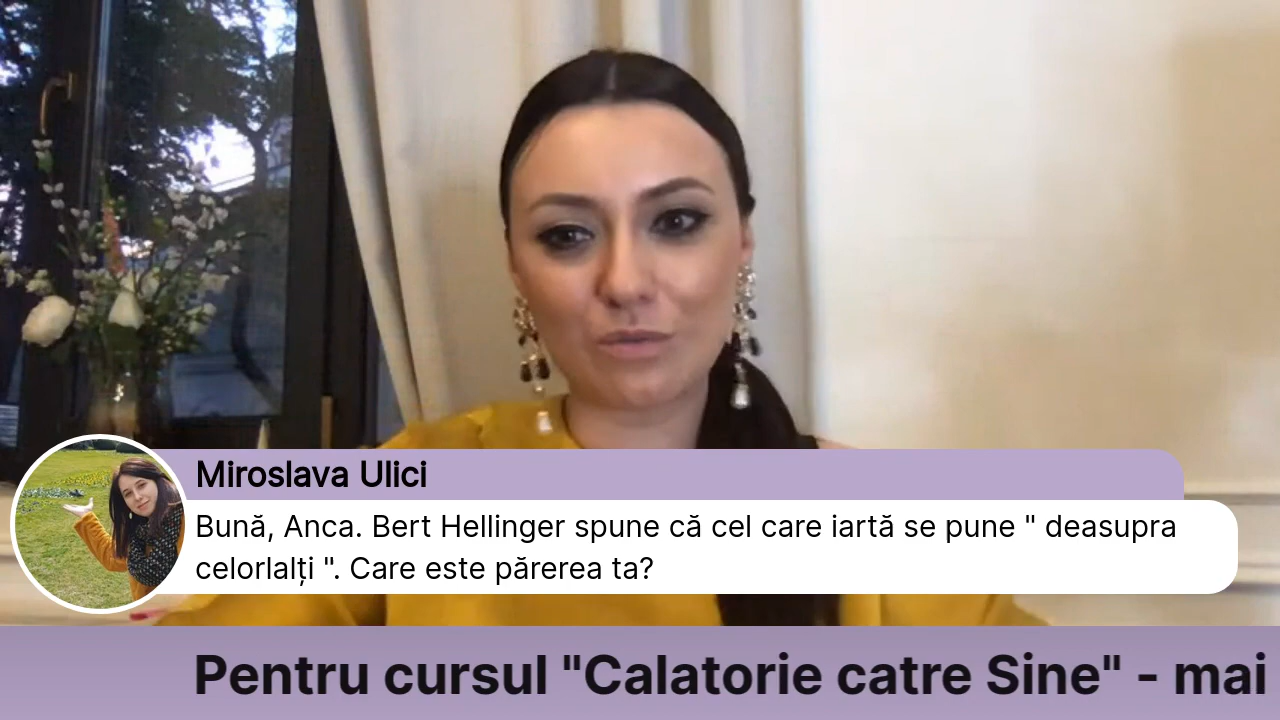 Miroslava Ulici
Bună, Anca. Bert Hellinger spune că cel care iartă se pune " deasupra
celorlalți ". Care este părerea ta?
Pentru cursul "Calatorie catre Sine" - mai